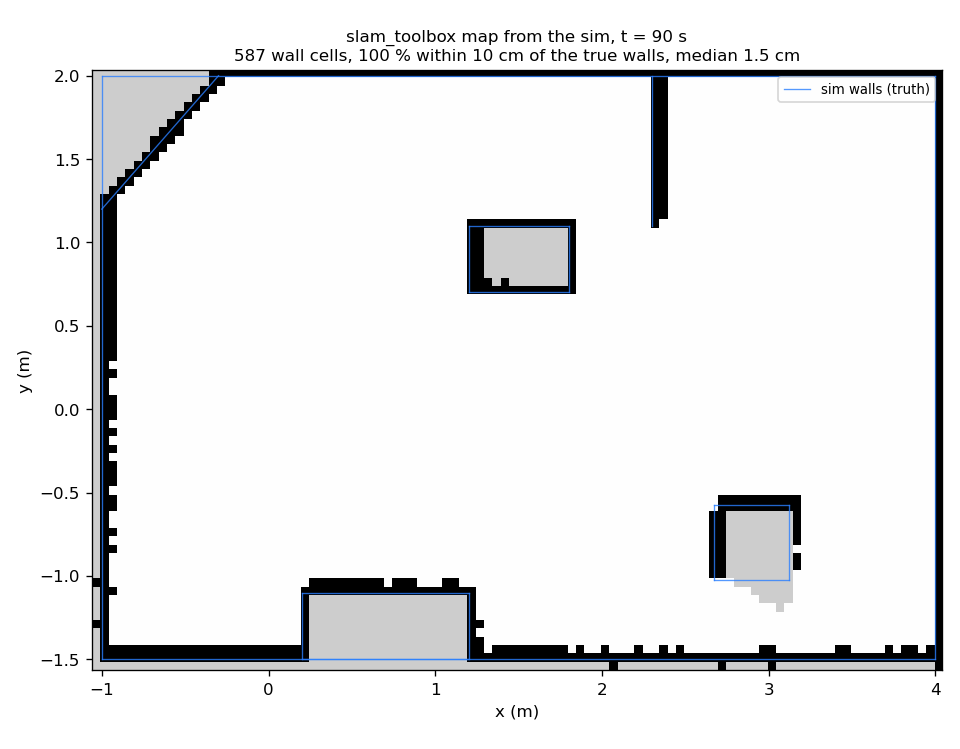 slam_toolbox map from the sim, t = 90 s
587 wall cells, 100 % within 10 cm of the true walls, median 1.5 cm
sim walls (truth)
2.0
1.5
1.0
0.5
0.0
−0.5
−1.0
−1.5
y (m)
−1
0
1
2
3
4
x (m)